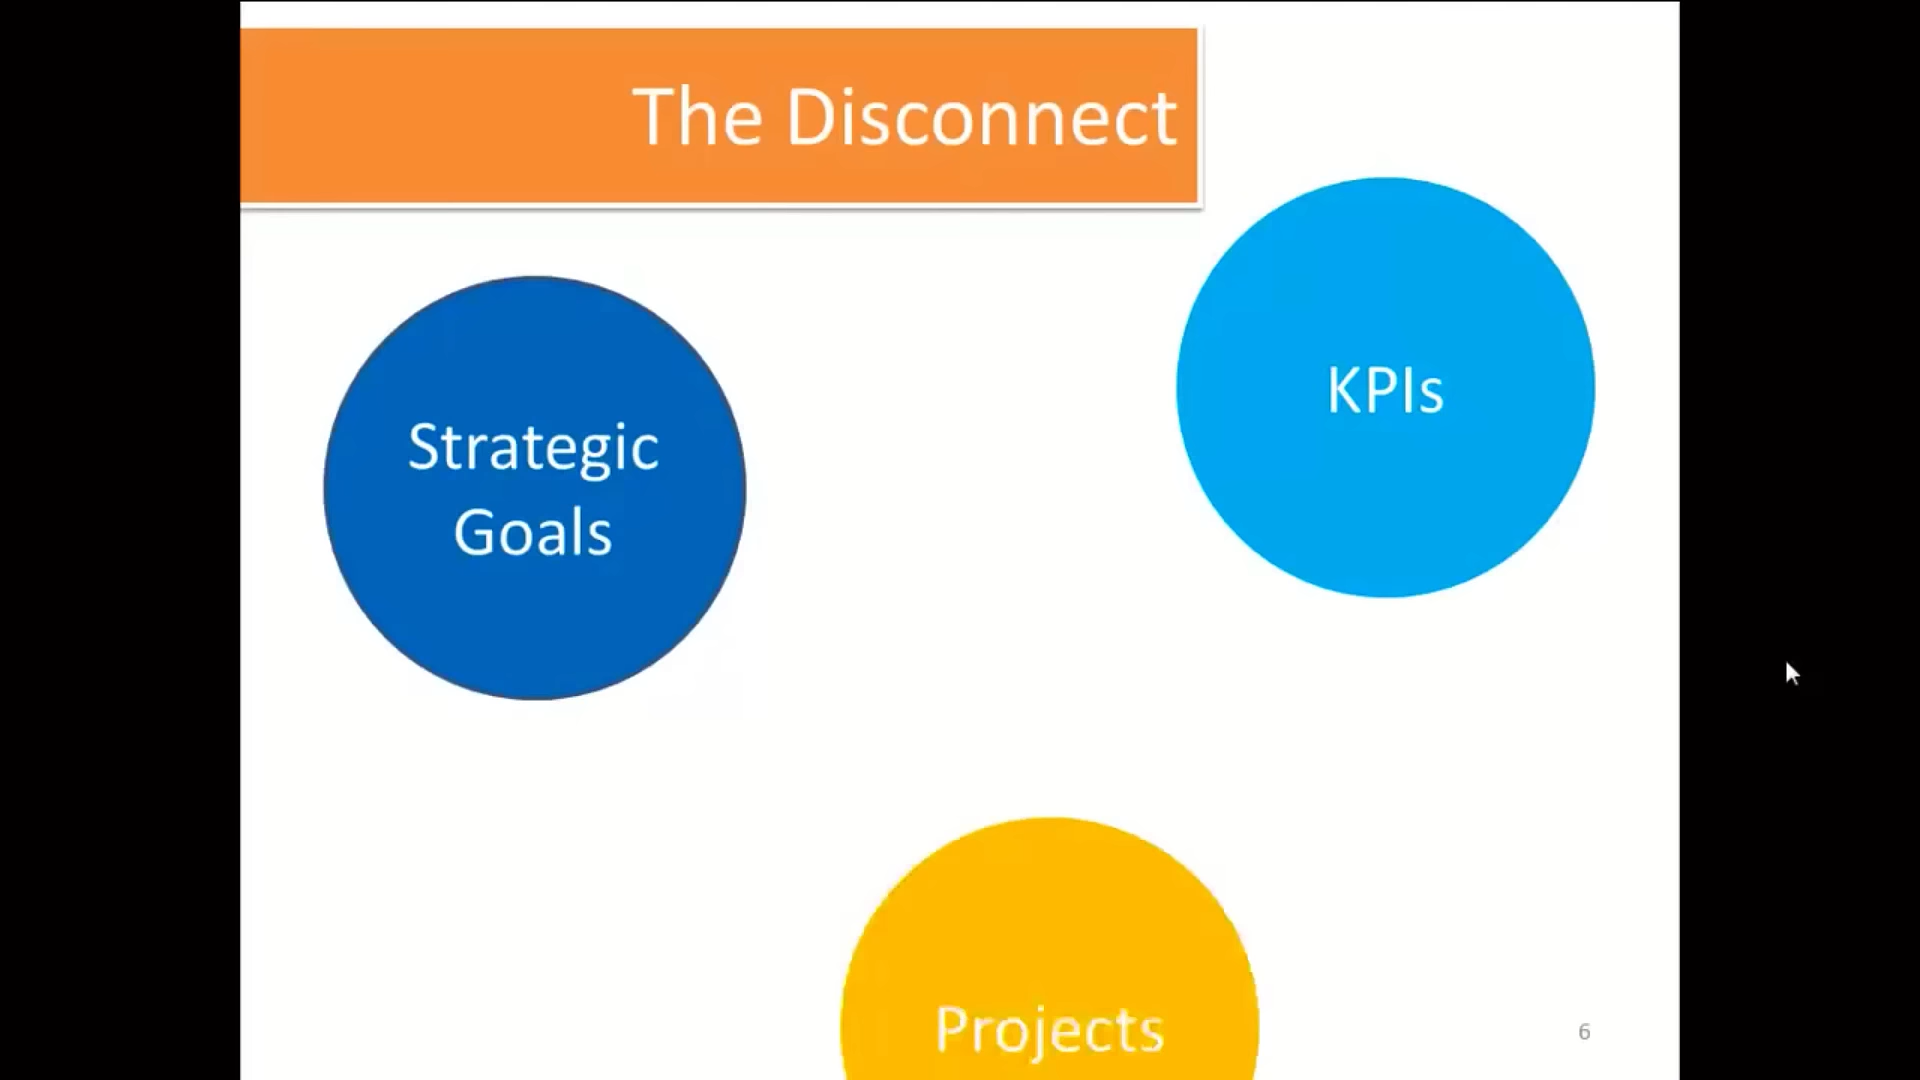 The Disconnect
KPIs
Strategic
Goals
Projects
6